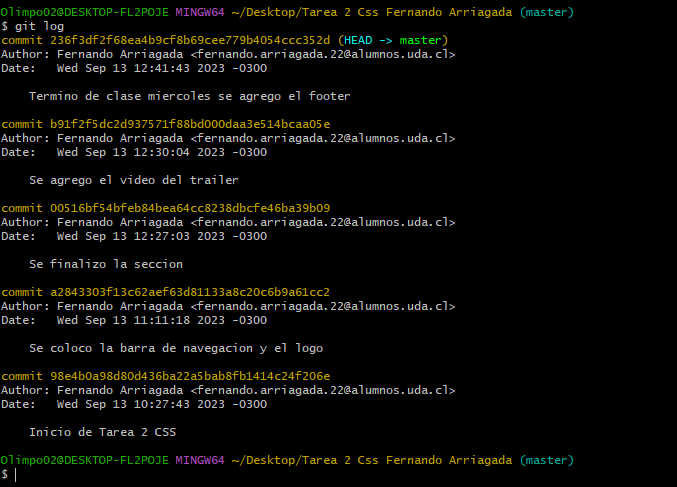 Olimpo02@DESKTOP-FL2POJE MINGW64 ~/Desktop/Tarea 2 Css Fernando Arriagada (master)
$ git log
commit 236f3df2f68ea4b9cf8b69cee779b4054ccc352d (HEAD -> master)
Author: Fernando Arriagada <fernando.arriagada.22@alumnos.uda.cl>
Date:   Wed Sep 13 12:41:43 2023 -0300
    Termino de clase miercoles se agrego el footer
commit b91f2f5dc2d937571f88bd000daa3e514bcaa05e
Author: Fernando Arriagada <fernando.arriagada.22@alumnos.uda.cl>
Date:   Wed Sep 13 12:30:04 2023 -0300
    Se agrego el video del trailer
commit 00516bf54bfeb84bea64cc8238dbcfe46ba39b09
Author: Fernando Arriagada <fernando.arriagada.22@alumnos.uda.cl>
Date:   Wed Sep 13 12:27:03 2023 -0300
    Se finalizo la seccion
commit a2843303f13c62aef63d81133a8c20c6b9a61cc2
Author: Fernando Arriagada <fernando.arriagada.22@alumnos.uda.cl>
Date:   Wed Sep 13 11:11:18 2023 -0300
    Se coloco la barra de navegacion y el logo
commit 98e4b0a98d80d436ba22a5bab8fb1414c24f206e
Author: Fernando Arriagada <fernando.arriagada.22@alumnos.uda.cl>
Date:   Wed Sep 13 10:27:43 2023 -0300
    Inicio de Tarea 2 CSS
Olimpo02@DESKTOP-FL2POJE MINGW64 ~/Desktop/Tarea 2 Css Fernando Arriagada (master)
$